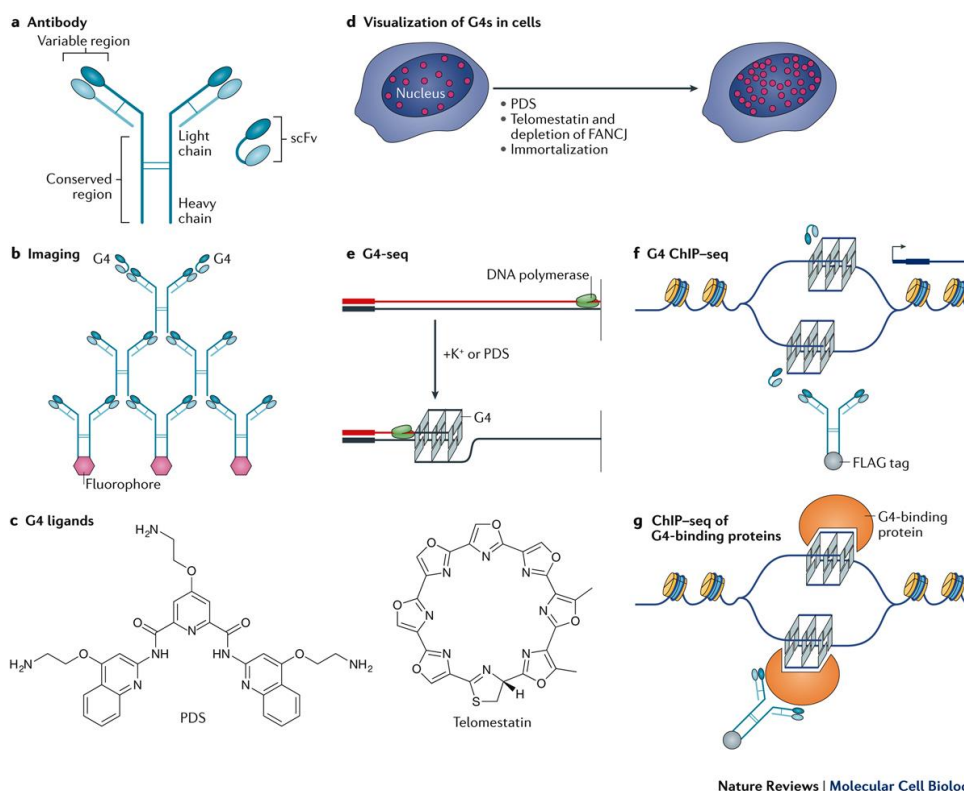 a Antibody
Variable region
Light
chain
scFv
Conserved
region
Heavy
chain
b Imaging
G4
G4
Fluorophore
c G4 ligands
H2N
O
O
O
N
H2N
O
NH
HN
O
NH2
N
N
PDS
O
O
O
N
N
N
O
N
N
O
O
N
N
O
N
S
H
Telomestatin
d Visualization of G4s in cells
Nucleus
• PDS
• Telomestatin and
depletion of FANCJ
• Immortalization
e G4-seq
DNA polymerase
+K+ or PDS
G4
f G4 ChIP–seq
FLAG tag
g ChIP–seq of
G4-binding proteins
G4-binding
protein
Nature Reviews | Molecular Cell Biolo